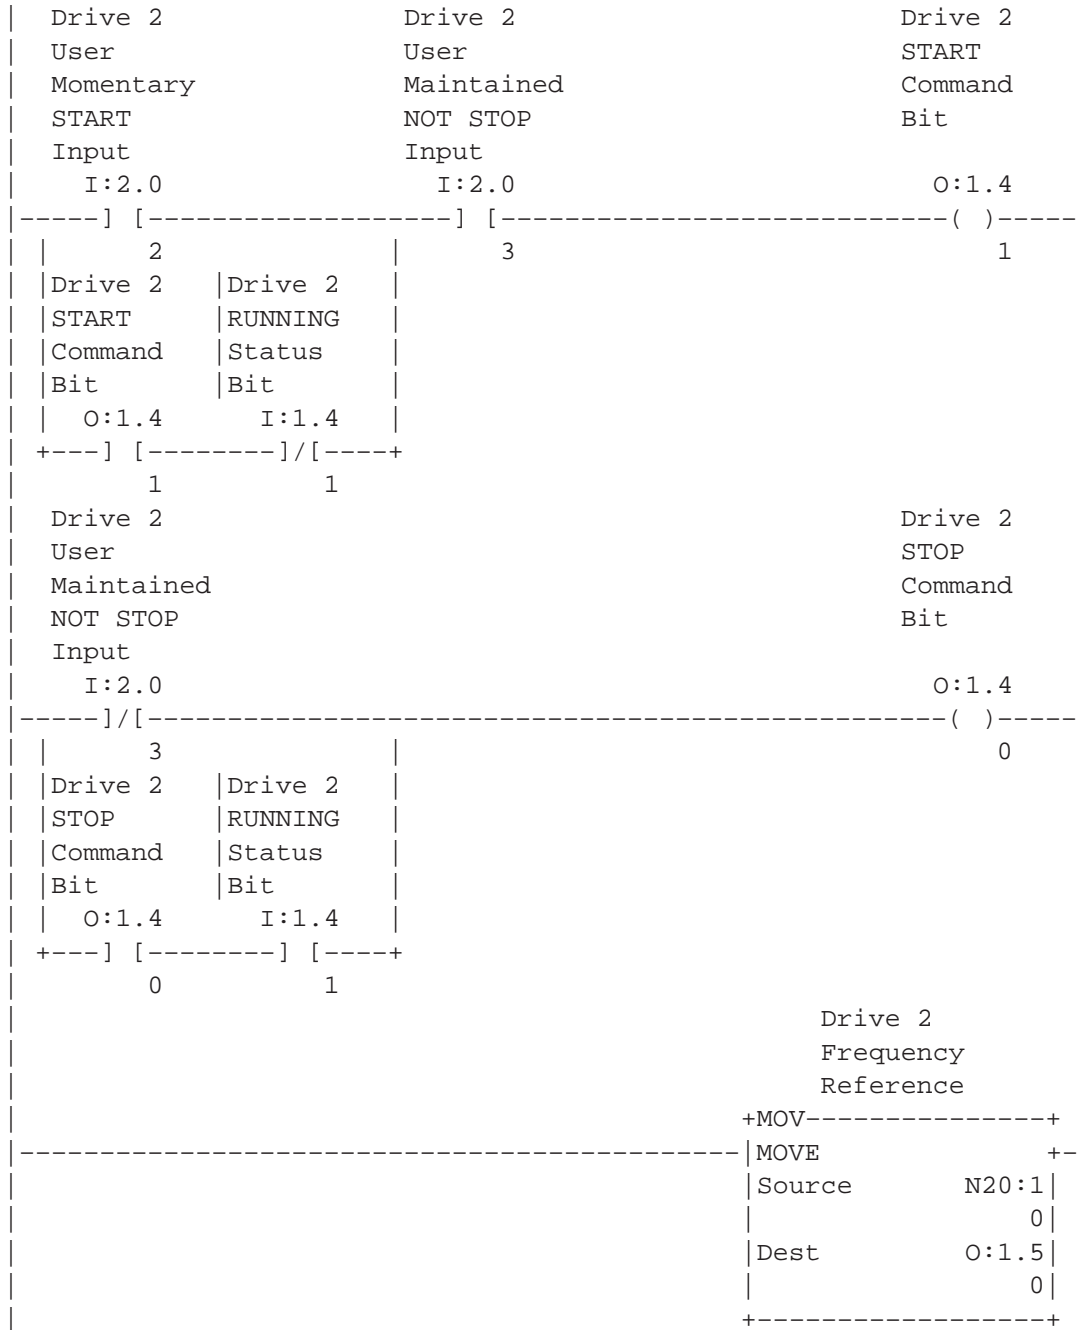 | Drive 2 Drive 2 Drive 2
| User User START
| Momentary Maintained Command
| START NOT STOP Bit
| Input Input
| I:2.0 I:2.0 O:1.4
|-----] [-------------------] [----------------------------( )-----
| | 2 | 3 1
| |Drive 2 |Drive 2 |
| |START |RUNNING |
| |Command |Status |
| |Bit |Bit |
| | O:1.4 I:1.4 |
| +---] [--------]/[----+
| 1 1
| Drive 2 Drive 2
| User STOP
| Maintained Command
| NOT STOP Bit
| Input
| I:2.0 O:1.4
|-----]/[--------------------------------------------------( )-----
| | 3 | 0
| |Drive 2 |Drive 2 |
| |STOP |RUNNING |
| |Command |Status |
| |Bit |Bit |
| | O:1.4 I:1.4 |
| +---] [--------] [----+
| 0 1
| Drive 2
| Frequency
| Reference
| +MOV---------------+
|---------------------------------------------|MOVE +-
| |Source N20:1|
| | 0|
| |Dest O:1.5|
| | 0|
| +------------------+